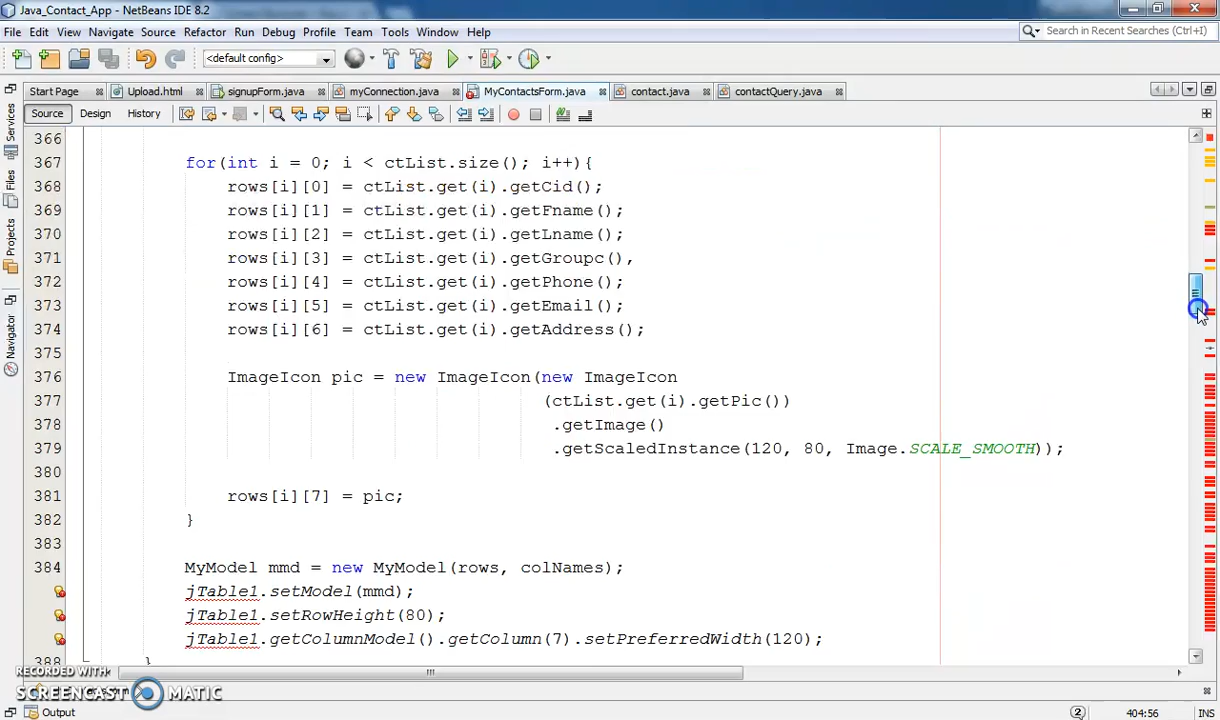 Java_Contact_App - NetBeans IDE 8.2
File Edit View Navigate Source Refactor Run Debug Profile Team Tools Window Help
Search in Recent Searches (Ctrl+I)
<default config>
Start Page Upload.html signupForm.java myConnection.java MyContactsForm.java contact.java contactQuery.java
Source Design History
Services
Files
Projects
Navigator
366
367 for(int i = 0; i < ctList.size(); i++){
368 rows[i][0] = ctList.get(i).getCid();
369 rows[i][1] = ctList.get(i).getFname();
370 rows[i][2] = ctList.get(i).getLname();
371 rows[i][3] = ctList.get(i).getGroupc(),
372 rows[i][4] = ctList.get(i).getPhone();
373 rows[i][5] = ctList.get(i).getEmail();
374 rows[i][6] = ctList.get(i).getAddress();
375
376 ImageIcon pic = new ImageIcon(new ImageIcon
377 (ctList.get(i).getPic())
378 .getImage()
379 .getScaledInstance(120, 80, Image.SCALE_SMOOTH));
380
381 rows[i][7] = pic;
382 }
383
384 MyModel mmd = new MyModel(rows, colNames);
jTable1.setModel(mmd);
jTable1.setRowHeight(80);
jTable1.getColumnModel().getColumn(7).setPreferredWidth(120);
388 }
RECORDED WITH
SCREENCAST MATIC
Output
2
404:56
INS